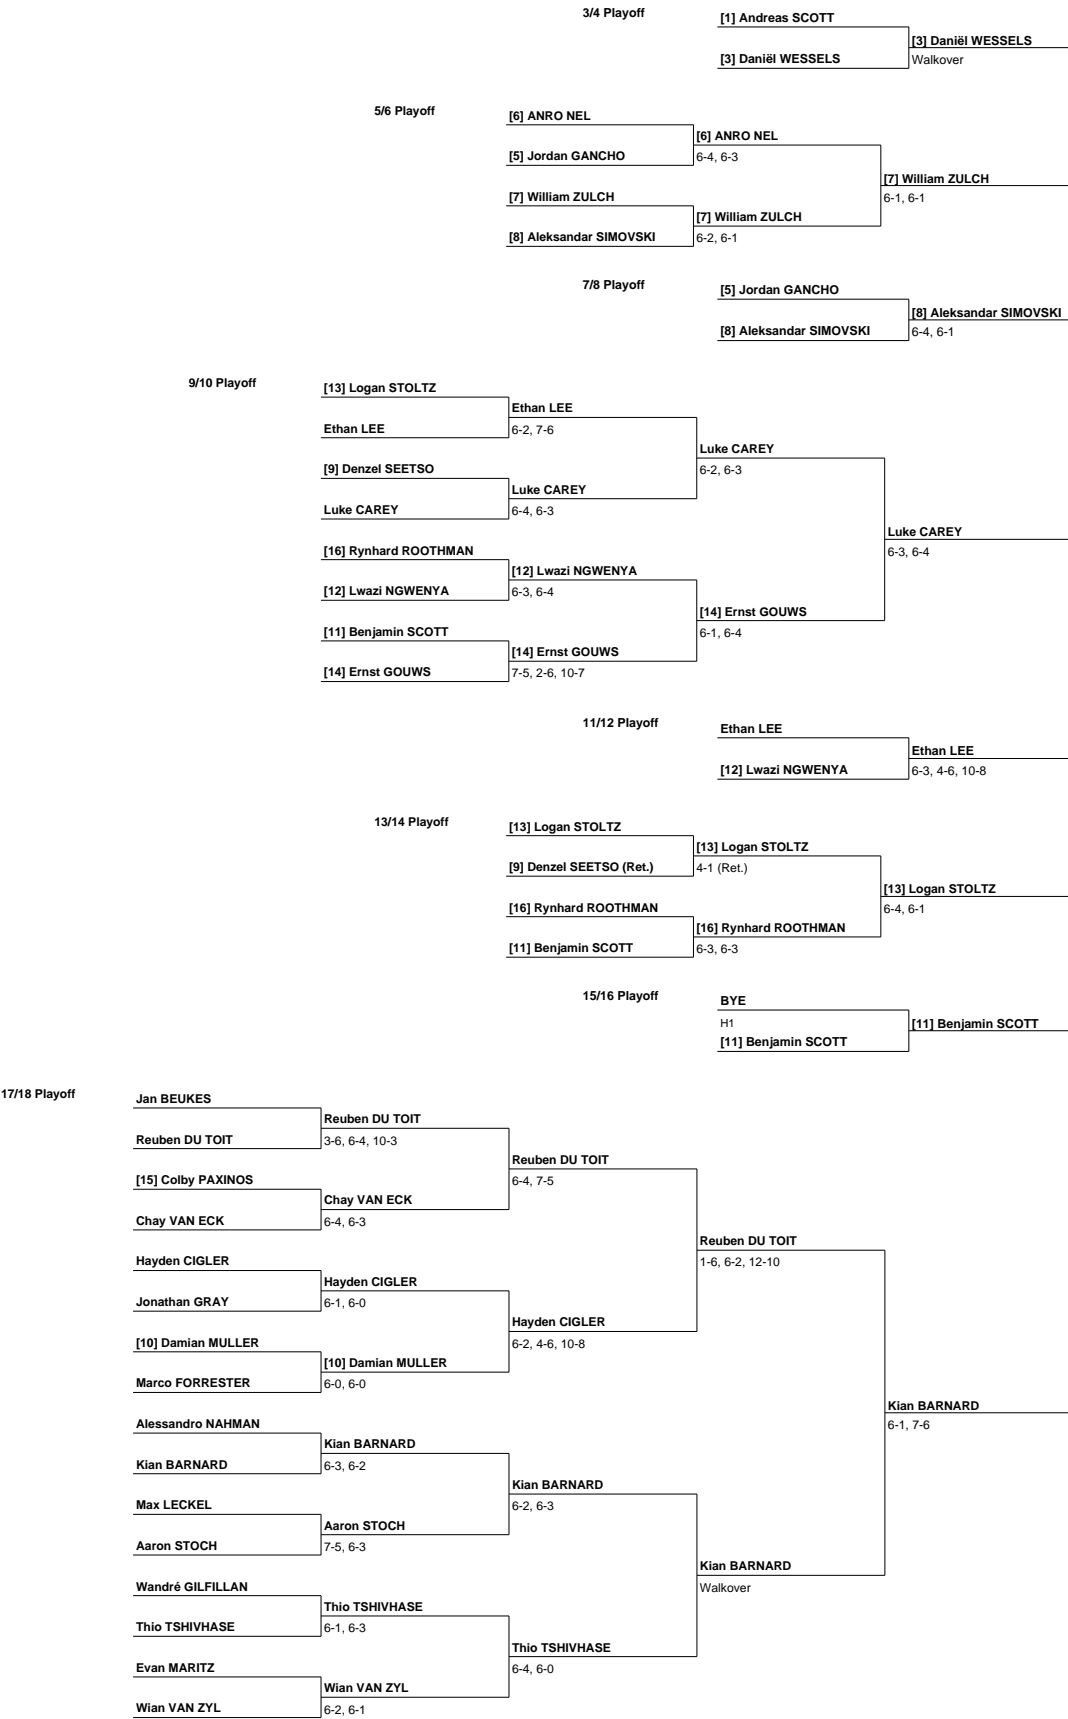 3/4 Playoff
[1] Andreas SCOTT
[3] Daniël WESSELS
[3] Daniël WESSELS
Walkover
5/6 Playoff
[6] ANRO NEL
[6] ANRO NEL
[5] Jordan GANCHO
6-4, 6-3
[7] William ZULCH
[7] William ZULCH
6-1, 6-1
[7] William ZULCH
[8] Aleksandar SIMOVSKI
6-2, 6-1
7/8 Playoff
[5] Jordan GANCHO
[8] Aleksandar SIMOVSKI
[8] Aleksandar SIMOVSKI
6-4, 6-1
9/10 Playoff
[13] Logan STOLTZ
Ethan LEE
Ethan LEE
6-2, 7-6
Luke CAREY
[9] Denzel SEETSO
6-2, 6-3
Luke CAREY
Luke CAREY
6-4, 6-3
Luke CAREY
[16] Rynhard ROOTHMAN
6-3, 6-4
[12] Lwazi NGWENYA
[12] Lwazi NGWENYA
6-3, 6-4
[14] Ernst GOUWS
[11] Benjamin SCOTT
6-1, 6-4
[14] Ernst GOUWS
[14] Ernst GOUWS
7-5, 2-6, 10-7
11/12 Playoff
Ethan LEE
Ethan LEE
[12] Lwazi NGWENYA
6-3, 4-6, 10-8
13/14 Playoff
[13] Logan STOLTZ
[13] Logan STOLTZ
[9] Denzel SEETSO (Ret.)
4-1 (Ret.)
[13] Logan STOLTZ
[16] Rynhard ROOTHMAN
6-4, 6-1
[16] Rynhard ROOTHMAN
[11] Benjamin SCOTT
6-3, 6-3
15/16 Playoff
BYE
H1
[11] Benjamin SCOTT
[11] Benjamin SCOTT
17/18 Playoff
Jan BEUKES
Reuben DU TOIT
Reuben DU TOIT
3-6, 6-4, 10-3
Reuben DU TOIT
[15] Colby PAXINOS
6-4, 7-5
Chay VAN ECK
Chay VAN ECK
6-4, 6-3
Reuben DU TOIT
Hayden CIGLER
1-6, 6-2, 12-10
Hayden CIGLER
Jonathan GRAY
6-1, 6-0
Hayden CIGLER
[10] Damian MULLER
6-2, 4-6, 10-8
[10] Damian MULLER
Marco FORRESTER
6-0, 6-0
Kian BARNARD
Alessandro NAHMAN
6-1, 7-6
Kian BARNARD
Kian BARNARD
6-3, 6-2
Kian BARNARD
Max LECKEL
6-2, 6-3
Aaron STOCH
Aaron STOCH
7-5, 6-3
Kian BARNARD
Wandré GILFILLAN
Walkover
Thio TSHIVHASE
Thio TSHIVHASE
6-1, 6-3
Thio TSHIVHASE
Evan MARITZ
6-4, 6-0
Wian VAN ZYL
Wian VAN ZYL
6-2, 6-1